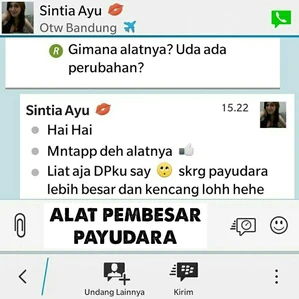 Sintia Ayu 💋
Otw Bandung ✈️
R Gimana alatnya? Uda ada
perubahan?
Sintia Ayu 💋 15.22
Hai Hai
Mntapp deh alatnya 👍
Liat aja DPku say 😲 skrg payudara
lebih besar dan kencang lohh hehe
ALAT PEMBESAR
PAYUDARA
Undang Lainnya
Kirim